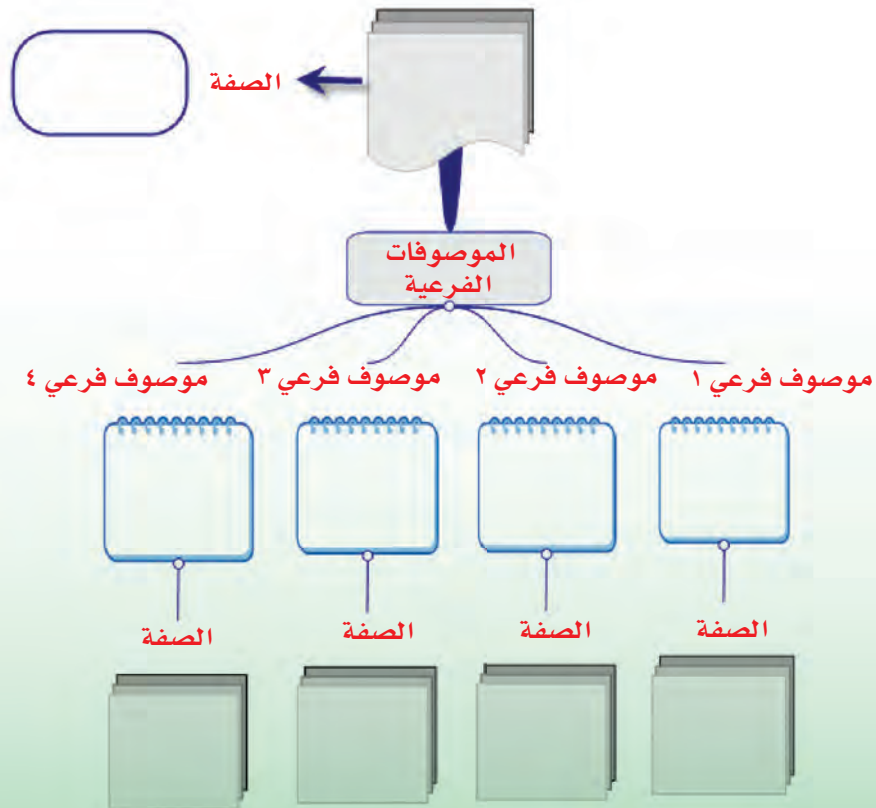 الصفة
الموصوفات
الفرعية
موصوف فرعي ١
موصوف فرعي ٢
موصوف فرعي ٣
موصوف فرعي ٤
الصفة
الصفة
الصفة
الصفة